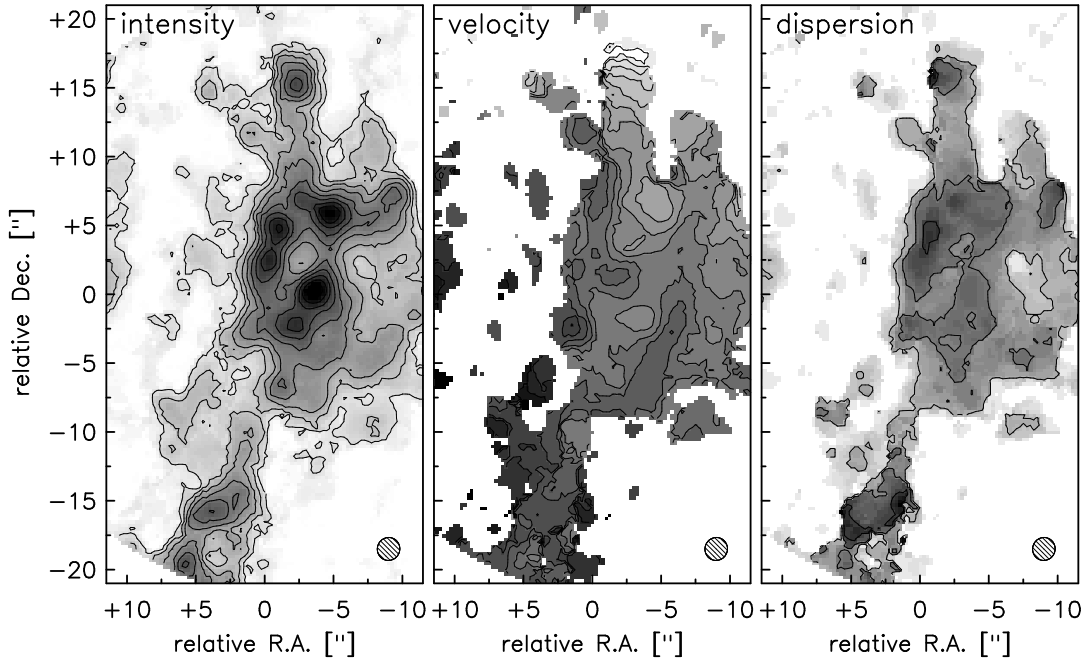 intensity
velocity
dispersion
+20
+15
+10
+5
0
−5
−10
−15
−20
relative Dec. ["]
+10 +5 0 −5 −10
+10 +5 0 −5 −10
+10 +5 0 −5 −10
relative R.A. ["]
relative R.A. ["]
relative R.A. ["]